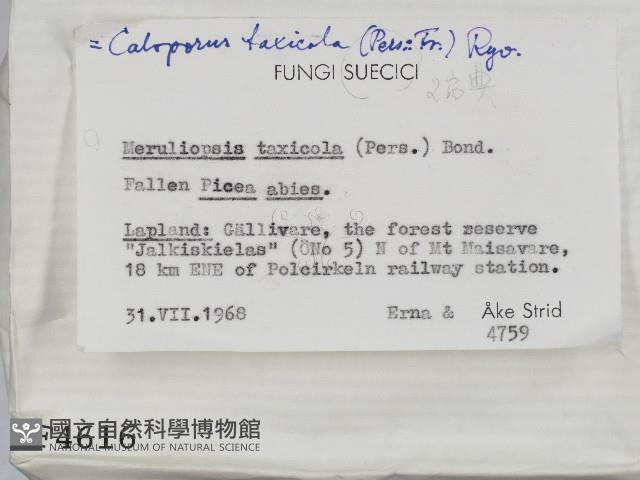 = Caloporus taxicola (Pers.: Fr.) Ryv.
FUNGI SUECICI
瑞典
Meruliopsis taxicola (Pers.) Bond.
Fallen Picea abies.
Lapland: Gällivare, the forest reserve
"Jalkiskielas" (ÖNo 5) N of Mt Maisavare,
18 km ENE of Polcirkeln railway station.
31.VII.1968 Erna & Åke Strid
4759
國立自然科學博物館
NATIONAL MUSEUM OF NATURAL SCIENCE
F 4616